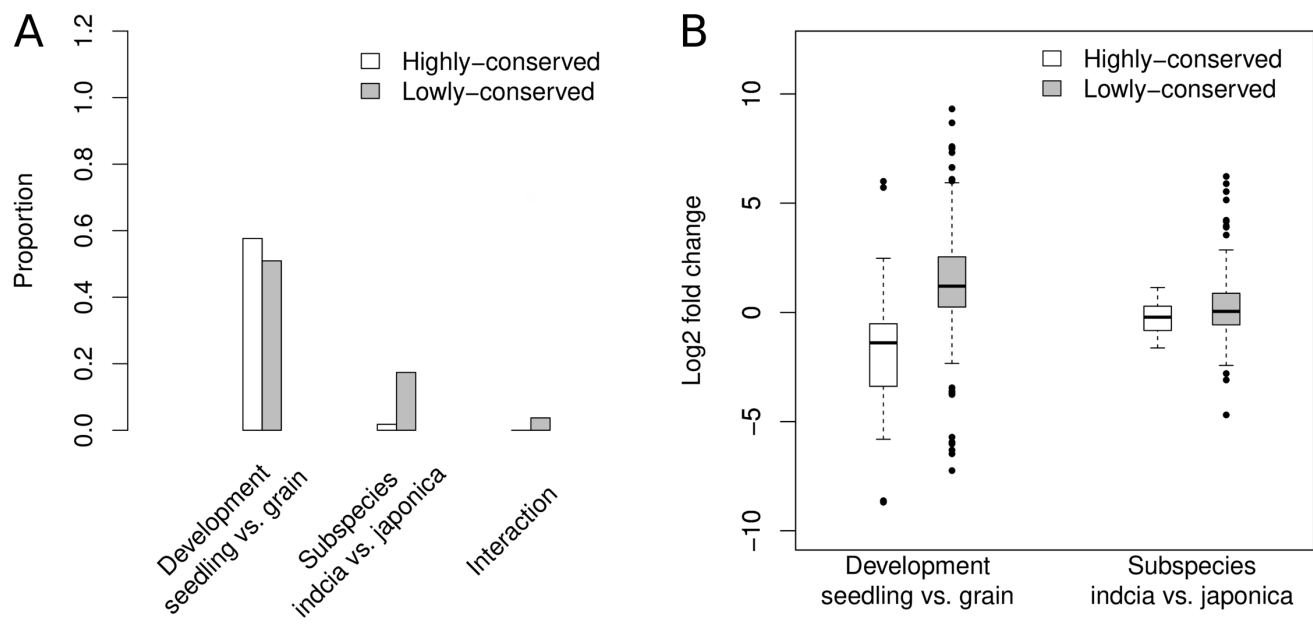 A
1.2
1.0
0.8
0.6
0.4
0.2
0.0
Proportion
Highly−conserved
Lowly−conserved
Development
seedling vs. grain
Subspecies
indcia vs. japonica
Interaction
B
10
5
0
−5
−10
Log2 fold change
Highly−conserved
Lowly−conserved
Development
seedling vs. grain
Subspecies
indcia vs. japonica